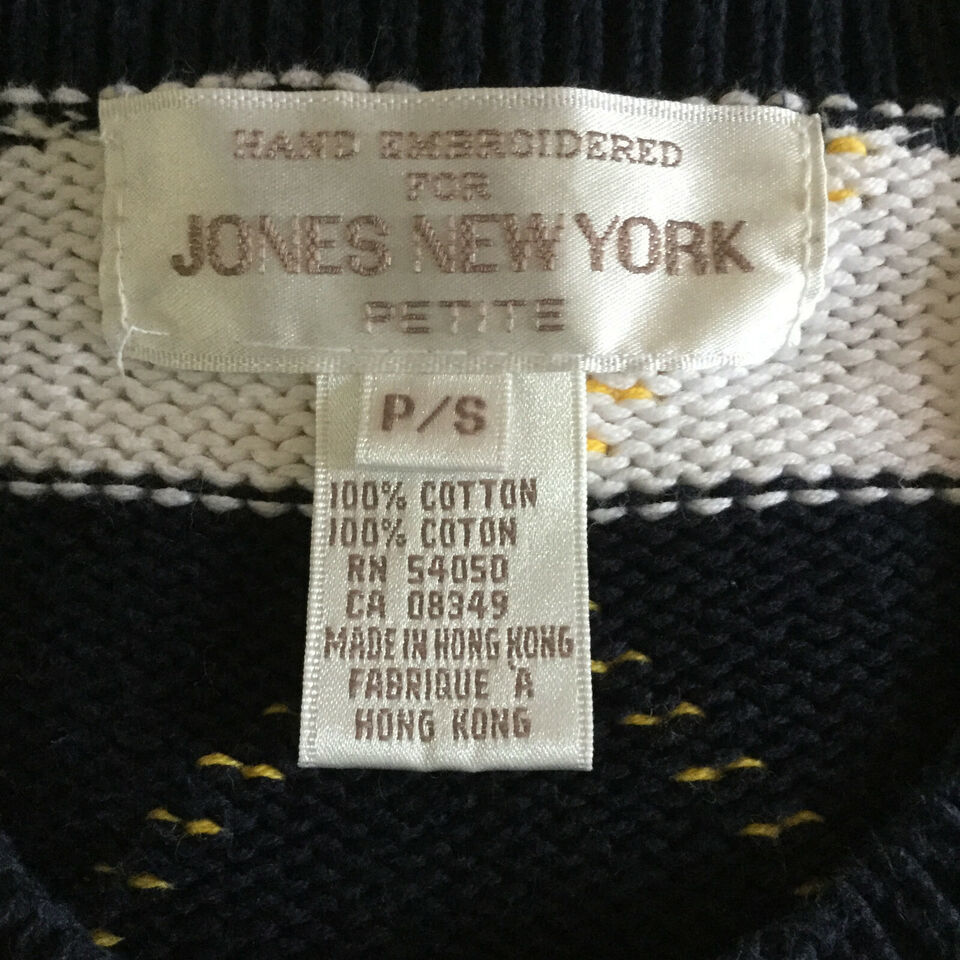 HAND EMBROIDERED
FOR
JONES NEW YORK
PETITE
P/S
100% COTTON
100% COTON
RN 54050
CA 08349
MADE IN HONG KONG
FABRIQUE A
HONG KONG